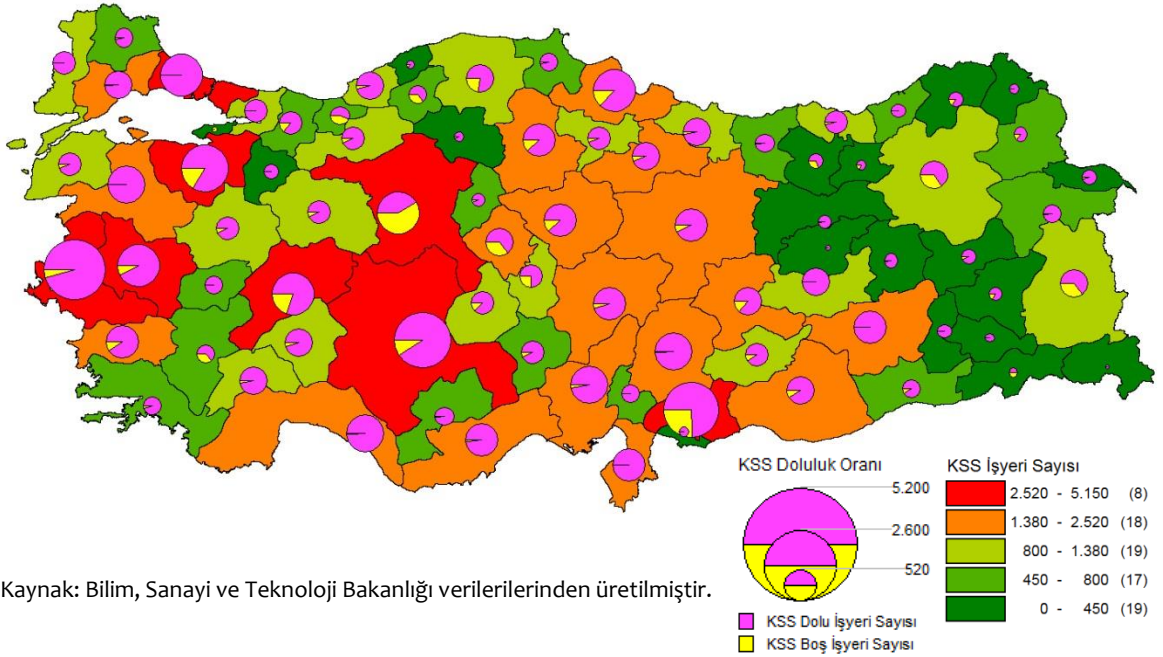 KSS Doluluk Oranı
5.200
2.600
520
KSS Dolu İşyeri Sayısı
KSS Boş İşyeri Sayısı
KSS İşyeri Sayısı
2.520 - 5.150 (8)
1.380 - 2.520 (18)
800 - 1.380 (19)
450 - 800 (17)
0 - 450 (19)
Kaynak: Bilim, Sanayi ve Teknoloji Bakanlığı verilerilerinden üretilmiştir.